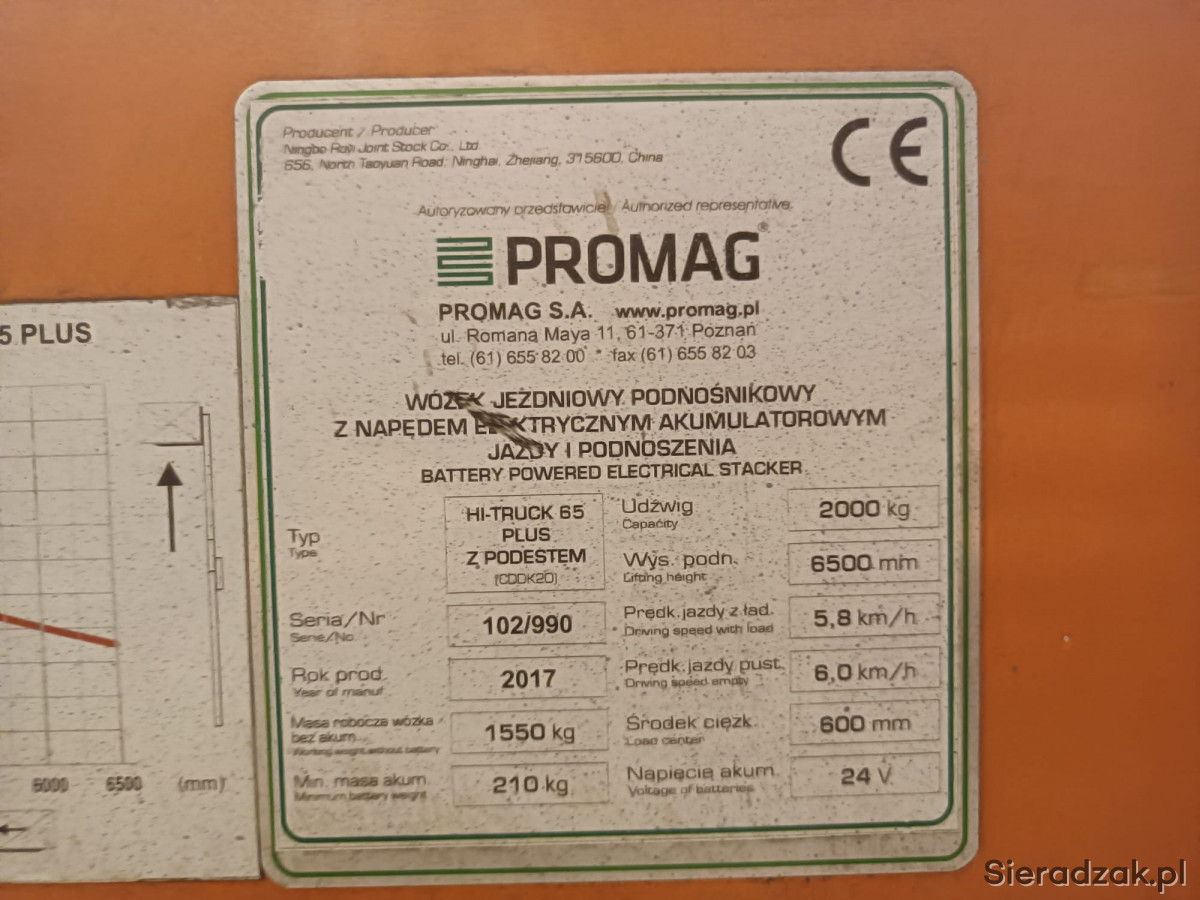 Producent / Producer
Ningbo Ruyi Joint Stock Co., Ltd.
656, North Taoyuan Road, Ninghai, Zhejiang, 315600, China
CE
Autoryzowany przedstawiciel / Authorized representative
PROMAG®
PROMAG S.A. www.promag.pl
ul. Romana Maya 11, 61-371 Poznań
tel. (61) 655 82 00 * fax (61) 655 82 03
WÓZEK JEZDNIOWY PODNOŚNIKOWY
Z NAPĘDEM ELEKTRYCZNYM AKUMULATOROWYM
JAZDY I PODNOSZENIA
BATTERY POWERED ELECTRICAL STACKER
Typ
Type
HI-TRUCK 65
PLUS
Z PODESTEM
(CDDK20)
Seria/Nr
Serie/No
102/990
Rok prod.
Year of manuf
2017
Masa robocza wózka
bez akum.
Working weight without battery
1550 kg
Min. masa akum.
Minimum battery weight
210 kg
Udźwig
Capacity
2000 kg
Wys. podn.
Lifting height
6500 mm
Prędk. jazdy z ład.
Driving speed with load
5,8 km/h
Prędk. jazdy pust.
Driving speed empty
6,0 km/h
Środek ciężk.
Load center
600 mm
Napięcie akum.
Voltage of batteries
24 V
5 PLUS
6000 6500 (mm)
Sieradzak.pl